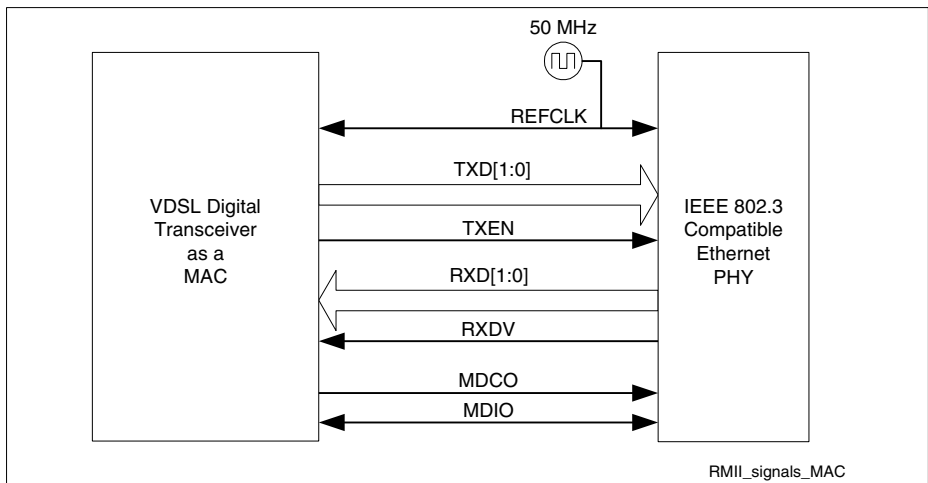 50 MHz
REFCLK
TXD[1:0]
VDSL Digital
Transceiver
as a
MAC
IEEE 802.3
Compatible
Ethernet
PHY
TXEN
RXD[1:0]
RXDV
MDCO
MDIO
RMII_signals_MAC